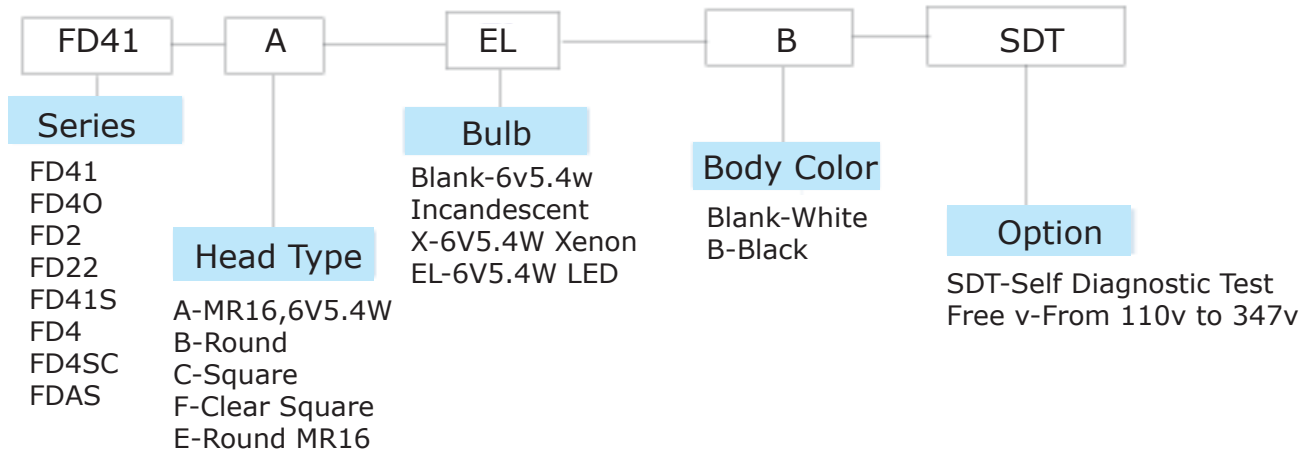 FD41 A EL B SDT
Series
FD41
FD4O
FD2
FD22
FD41S
FD4
FD4SC
FDAS
Head Type
A-MR16,6V5.4W
B-Round
C-Square
F-Clear Square
E-Round MR16
Bulb
Blank-6v5.4w
Incandescent
X-6V5.4W Xenon
EL-6V5.4W LED
Body Color
Blank-White
B-Black
Option
SDT-Self Diagnostic Test
Free v-From 110v to 347v